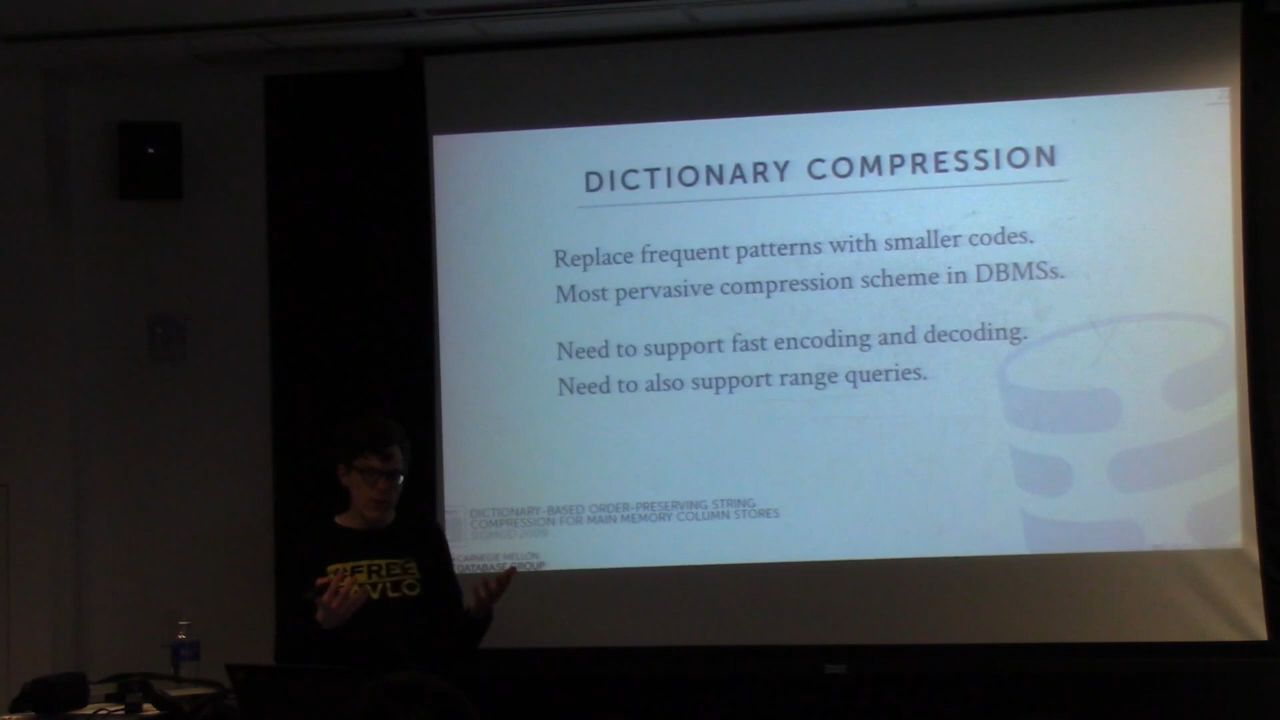 DICTIONARY COMPRESSION
Replace frequent patterns with smaller codes.
Most pervasive compression scheme in DBMSs.
Need to support fast encoding and decoding.
Need to also support range queries.
DICTIONARY-BASED ORDER-PRESERVING STRING
COMPRESSION FOR MAIN MEMORY COLUMN STORES
SIGMOD 2009
CARNEGIE MELLON
DATABASE GROUP
#FREE
PAVLO